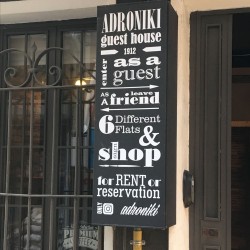 ADRONIKI
guest house
1912
enter as a
guest
AS leave
A friend
6 Different
Flats &
shop
for RENT or
reservation
adroniki
PREMIUM